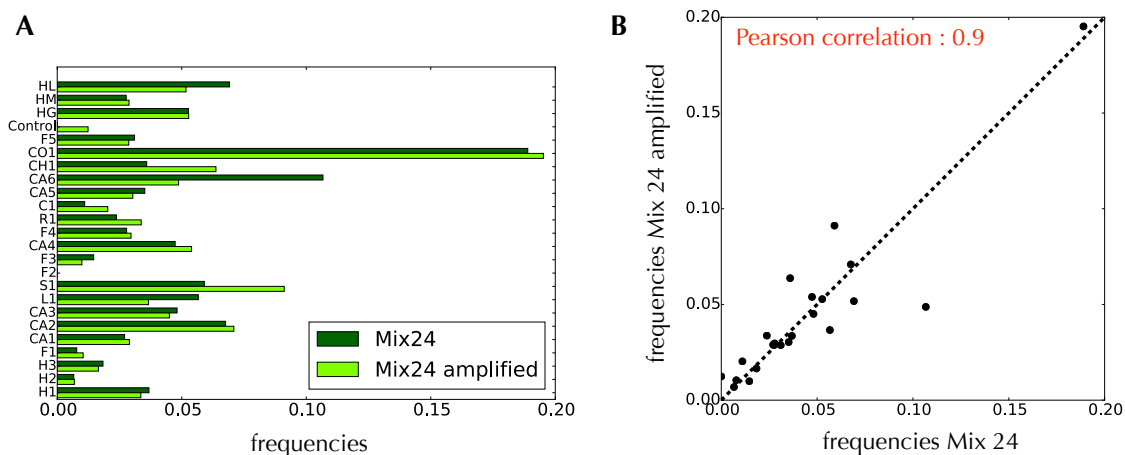 A
HL
HM
HG
Control
F5
CO1
CH1
CA6
CA5
C1
R1
F4
CA4
F3
F2
S1
L1
CA3
CA2
CA1
F1
H3
H2
H1
Mix24
Mix24 amplified
0.00 0.05 0.10 0.15 0.20
frequencies
B
Pearson correlation : 0.9
0.20
0.15
0.10
0.05
0.00
frequencies Mix 24 amplified
0.00 0.05 0.10 0.15 0.20
frequencies Mix 24